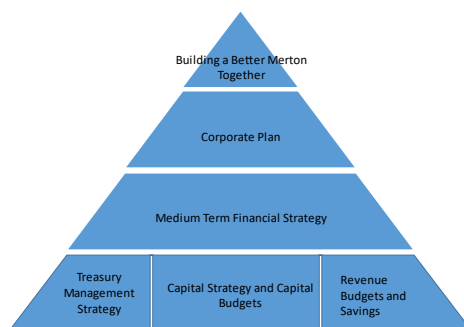 Building a Better Merton
Together
Corporate Plan
Medium Term Financial Strategy
Treasury
Management
Strategy
Capital Strategy and Capital
Budgets
Revenue
Budgets and
Savings